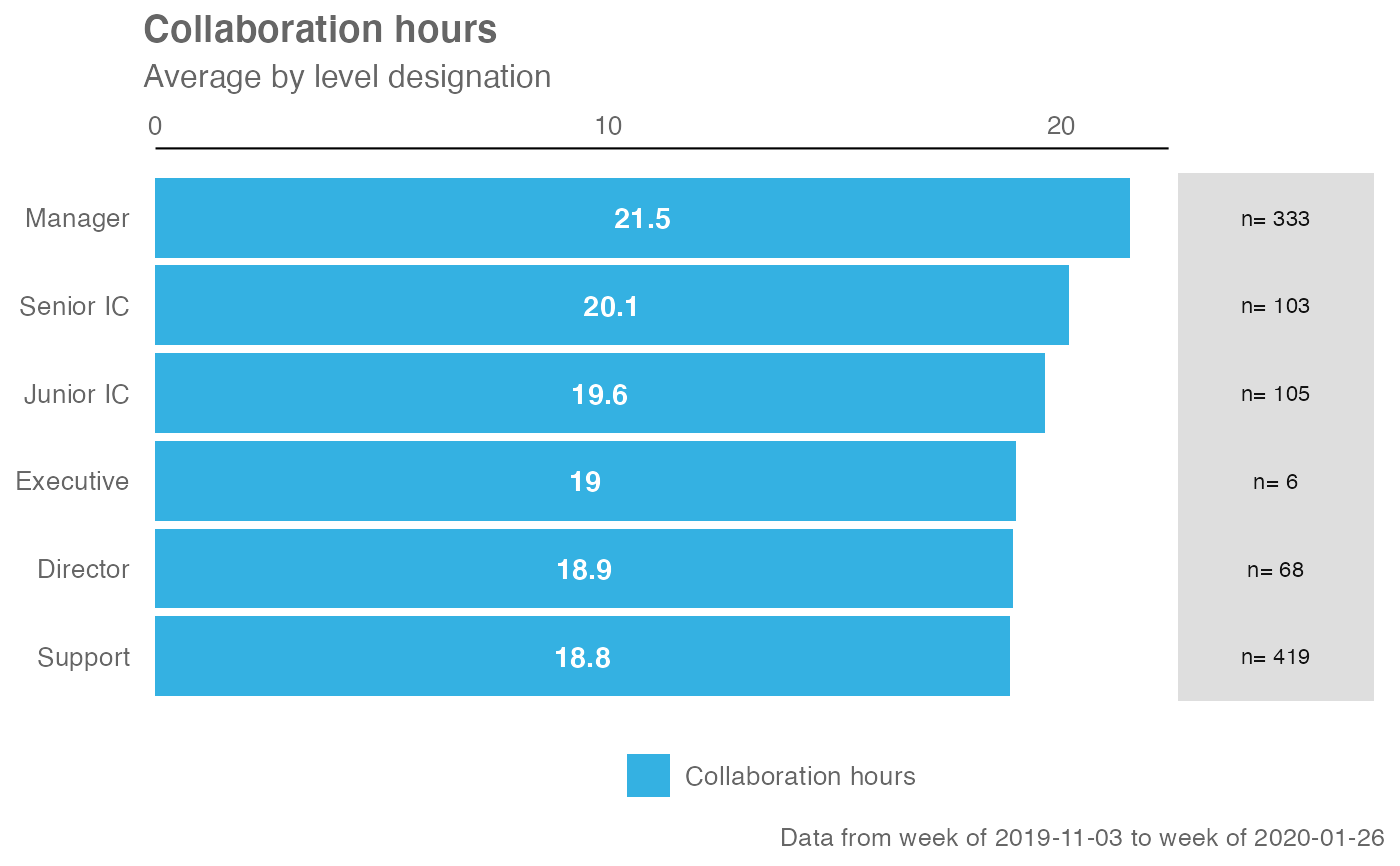 Collaboration hours
Average by level designation
0 10 20
Manager 21.5 n= 333
Senior IC 20.1 n= 103
Junior IC 19.6 n= 105
Executive 19 n= 6
Director 18.9 n= 68
Support 18.8 n= 419
Collaboration hours
Data from week of 2019-11-03 to week of 2020-01-26